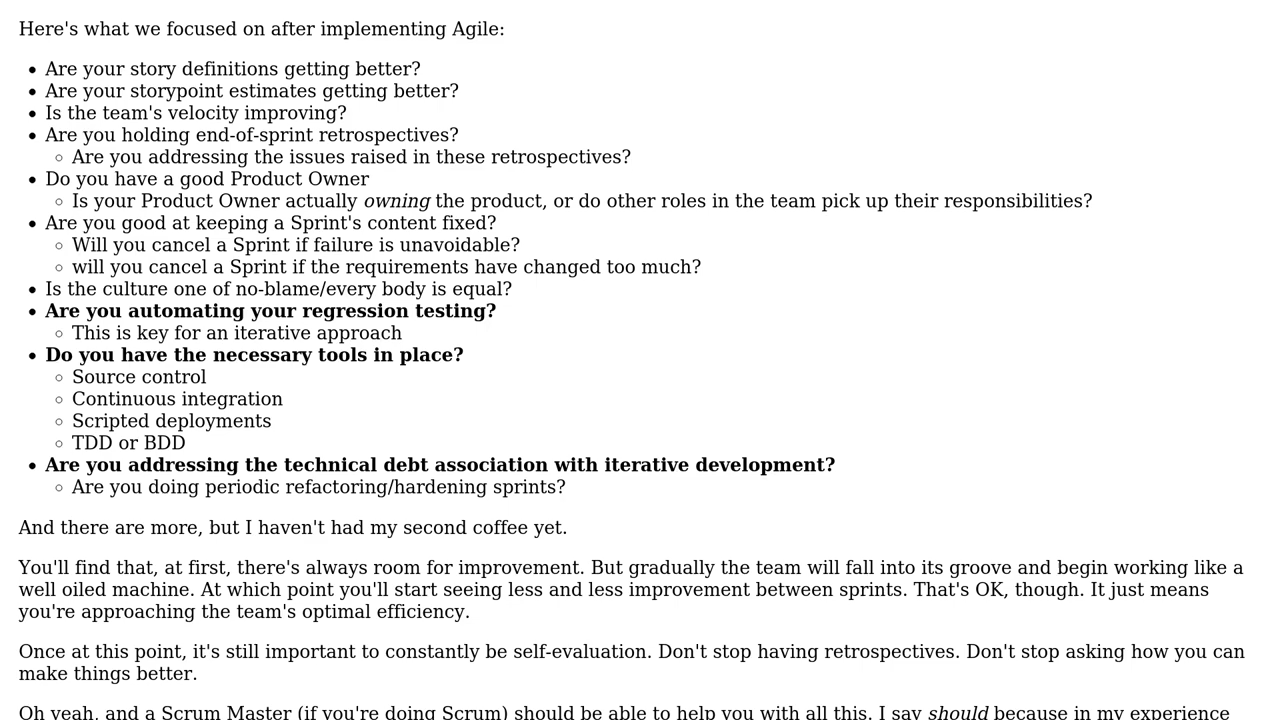 Here's what we focused on after implementing Agile:
Are your story definitions getting better?
Are your storypoint estimates getting better?
Is the team's velocity improving?
Are you holding end-of-sprint retrospectives?
Are you addressing the issues raised in these retrospectives?
Do you have a good Product Owner
Is your Product Owner actually owning the product, or do other roles in the team pick up their responsibilities?
Are you good at keeping a Sprint's content fixed?
Will you cancel a Sprint if failure is unavoidable?
will you cancel a Sprint if the requirements have changed too much?
Is the culture one of no-blame/every body is equal?
Are you automating your regression testing?
This is key for an iterative approach
Do you have the necessary tools in place?
Source control
Continuous integration
Scripted deployments
TDD or BDD
Are you addressing the technical debt association with iterative development?
Are you doing periodic refactoring/hardening sprints?
And there are more, but I haven't had my second coffee yet.
You'll find that, at first, there's always room for improvement. But gradually the team will fall into its groove and begin working like a
well oiled machine. At which point you'll start seeing less and less improvement between sprints. That's OK, though. It just means
you're approaching the team's optimal efficiency.
Once at this point, it's still important to constantly be self-evaluation. Don't stop having retrospectives. Don't stop asking how you can
make things better.
Oh yeah, and a Scrum Master (if you're doing Scrum) should be able to help you with all this. I say should because in my experience